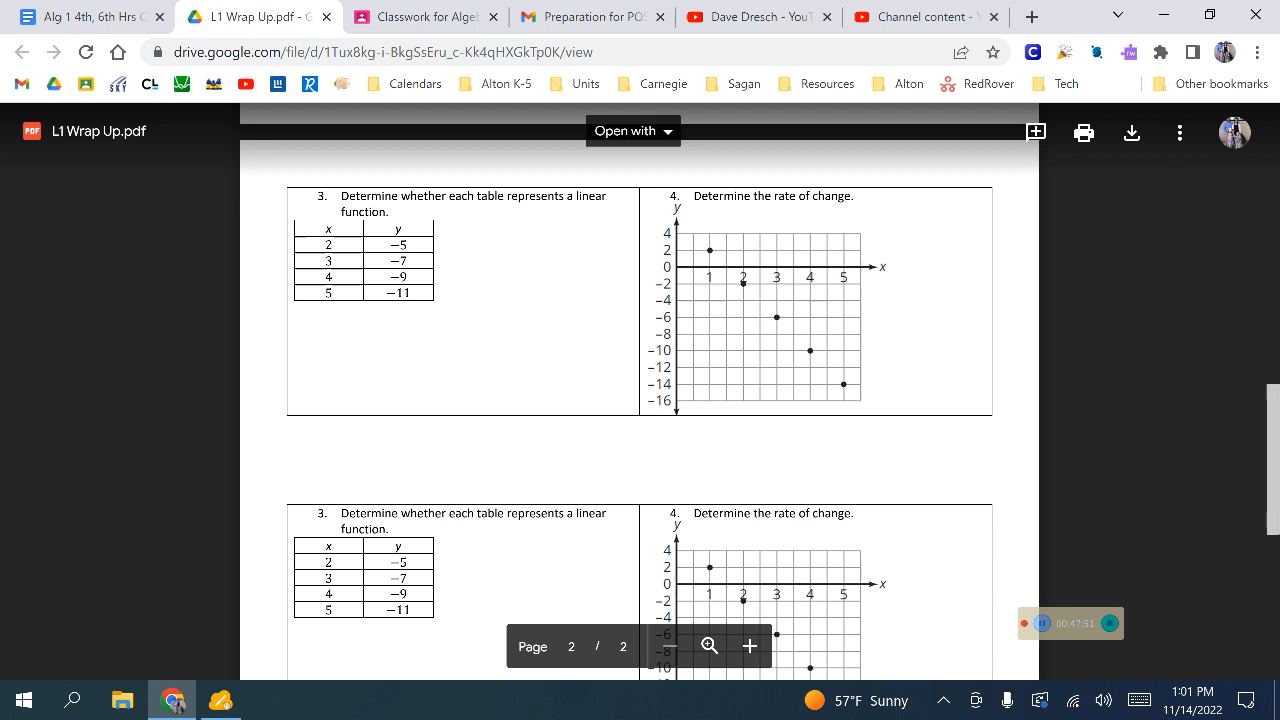 Alg 1 4th, 6th Hrs C
L1 Wrap Up.pdf - G
Classwork for Algeb
Preparation for DOS
Dave Dresch - YouT
Channel content - Y
drive.google.com/file/d/1Tux8kg-i-BkgSsEru_c-Kk4qHXGkTp0K/view
Calendars
Alton K-5
Units
Carnegie
Sagan
Resources
Alton
RedRover
Tech
Other bookmarks
PDF L1 Wrap Up.pdf
Open with
3. Determine whether each table represents a linear
function.
x y
2 −5
3 −7
4 −9
5 −11
4. Determine the rate of change.
y
4
2
0
−2
−4
−6
−8
−10
−12
−14
−16
1 2 3 4 5
x
3. Determine whether each table represents a linear
function.
x y
2 −5
3 −7
4 −9
5 −11
4. Determine the rate of change.
y
4
2
0
−2
−4
−6
−8
−10
1 2 3 4 5
x
Page 2 / 2
00:47:51
57°F Sunny
1:01 PM
11/14/2022